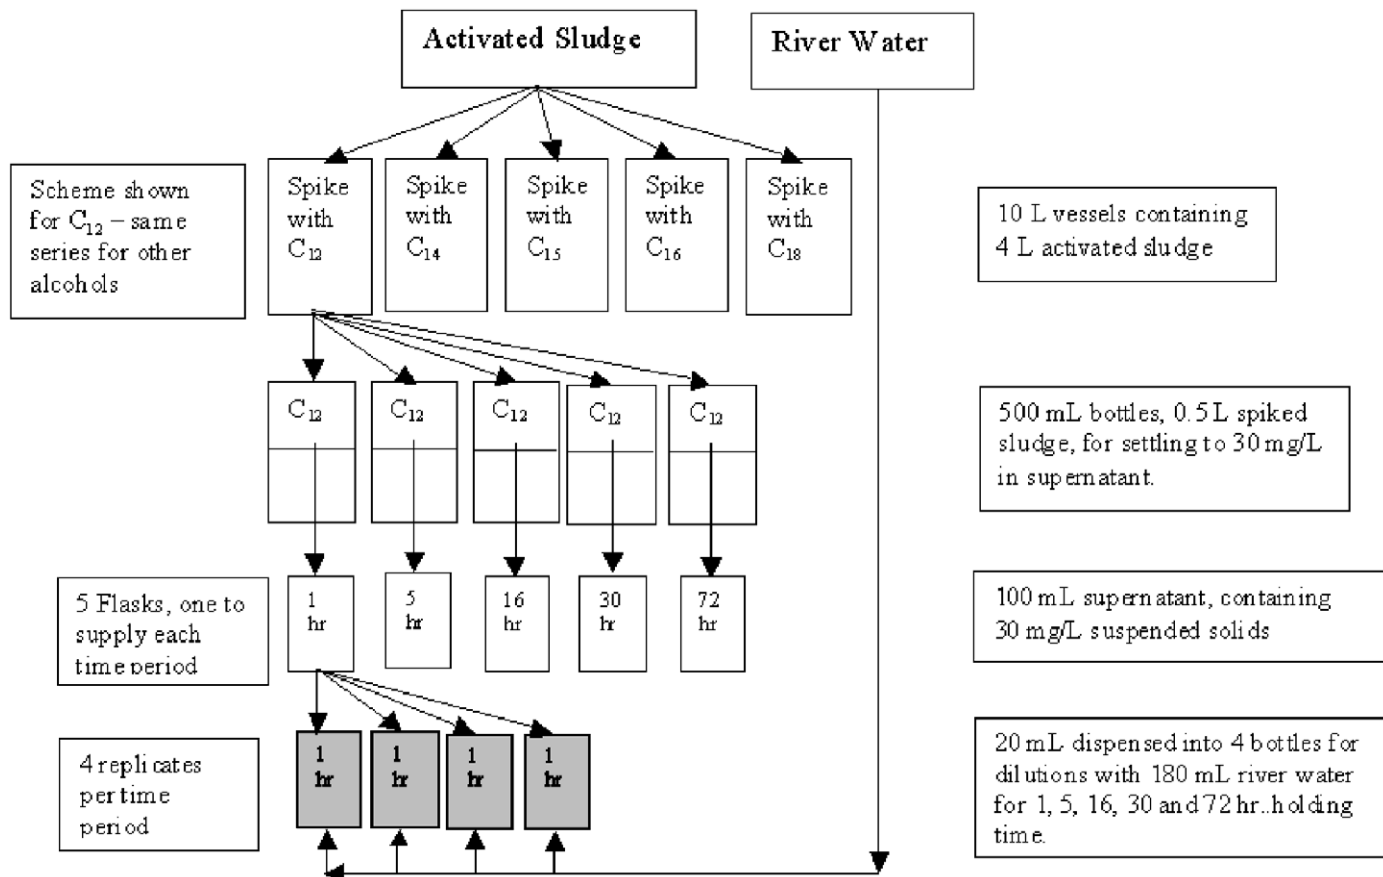 Activated Sludge
River Water
Scheme shown
for C₁₂ – same
series for other
alcohols
Spike
with
C₁₂
Spike
with
C₁₄
Spike
with
C₁₅
Spike
with
C₁₆
Spike
with
C₁₈
10 L vessels containing
4 L activated sludge
C₁₂
C₁₂
C₁₂
C₁₂
C₁₂
500 mL bottles, 0.5 L spiked
sludge, for settling to 30 mg/L
in supernatant.
5 Flasks, one to
supply each
time period
1
hr
5
hr
16
hr
30
hr
72
hr
100 mL supernatant, containing
30 mg/L suspended solids
4 replicates
per time
period
1
hr
1
hr
1
hr
1
hr
20 mL dispensed into 4 bottles for
dilutions with 180 mL river water
for 1, 5, 16, 30 and 72 hr..holding
time.